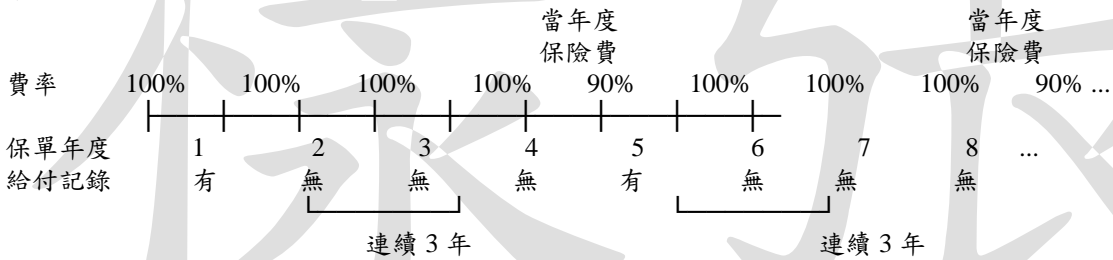 當年度 當年度
保險費 保險費
費率 100% 100% 100% 100% 90% 100% 100% 100% 90% ...
保單年度 1 2 3 4 5 6 7 8 ...
給付記錄 有 無 無 無 有 無 無 無
連續 3 年 連續 3 年